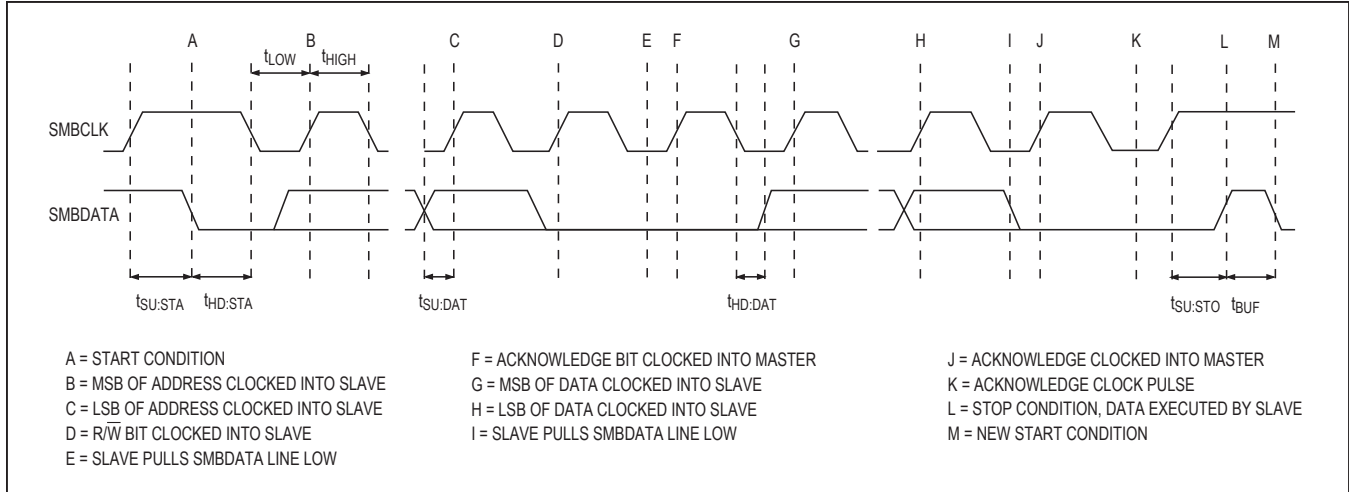 A B C D E F G H I J K L M
tLOW tHIGH
SMBCLK
SMBDATA
tSU:STA tHD:STA tSU:DAT tHD:DAT tSU:STO tBUF
A = START CONDITION
B = MSB OF ADDRESS CLOCKED INTO SLAVE
C = LSB OF ADDRESS CLOCKED INTO SLAVE
D = R/W̅ BIT CLOCKED INTO SLAVE
E = SLAVE PULLS SMBDATA LINE LOW
F = ACKNOWLEDGE BIT CLOCKED INTO MASTER
G = MSB OF DATA CLOCKED INTO SLAVE
H = LSB OF DATA CLOCKED INTO SLAVE
I = SLAVE PULLS SMBDATA LINE LOW
J = ACKNOWLEDGE CLOCKED INTO MASTER
K = ACKNOWLEDGE CLOCK PULSE
L = STOP CONDITION, DATA EXECUTED BY SLAVE
M = NEW START CONDITION